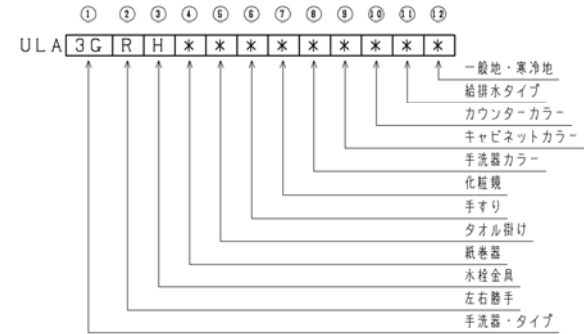 ① ② ③ ④ ⑤ ⑥ ⑦ ⑧ ⑨ ⑩ ⑪ ⑫
ULA 3G R H * * * * * * * * *
一般地・寒冷地
給排水タイプ
カウンターカラー
キャビネットカラー
手洗器カラー
化粧鏡
手すり
タオル掛け
紙巻器
水栓金具
左右勝手
手洗器・タイプ